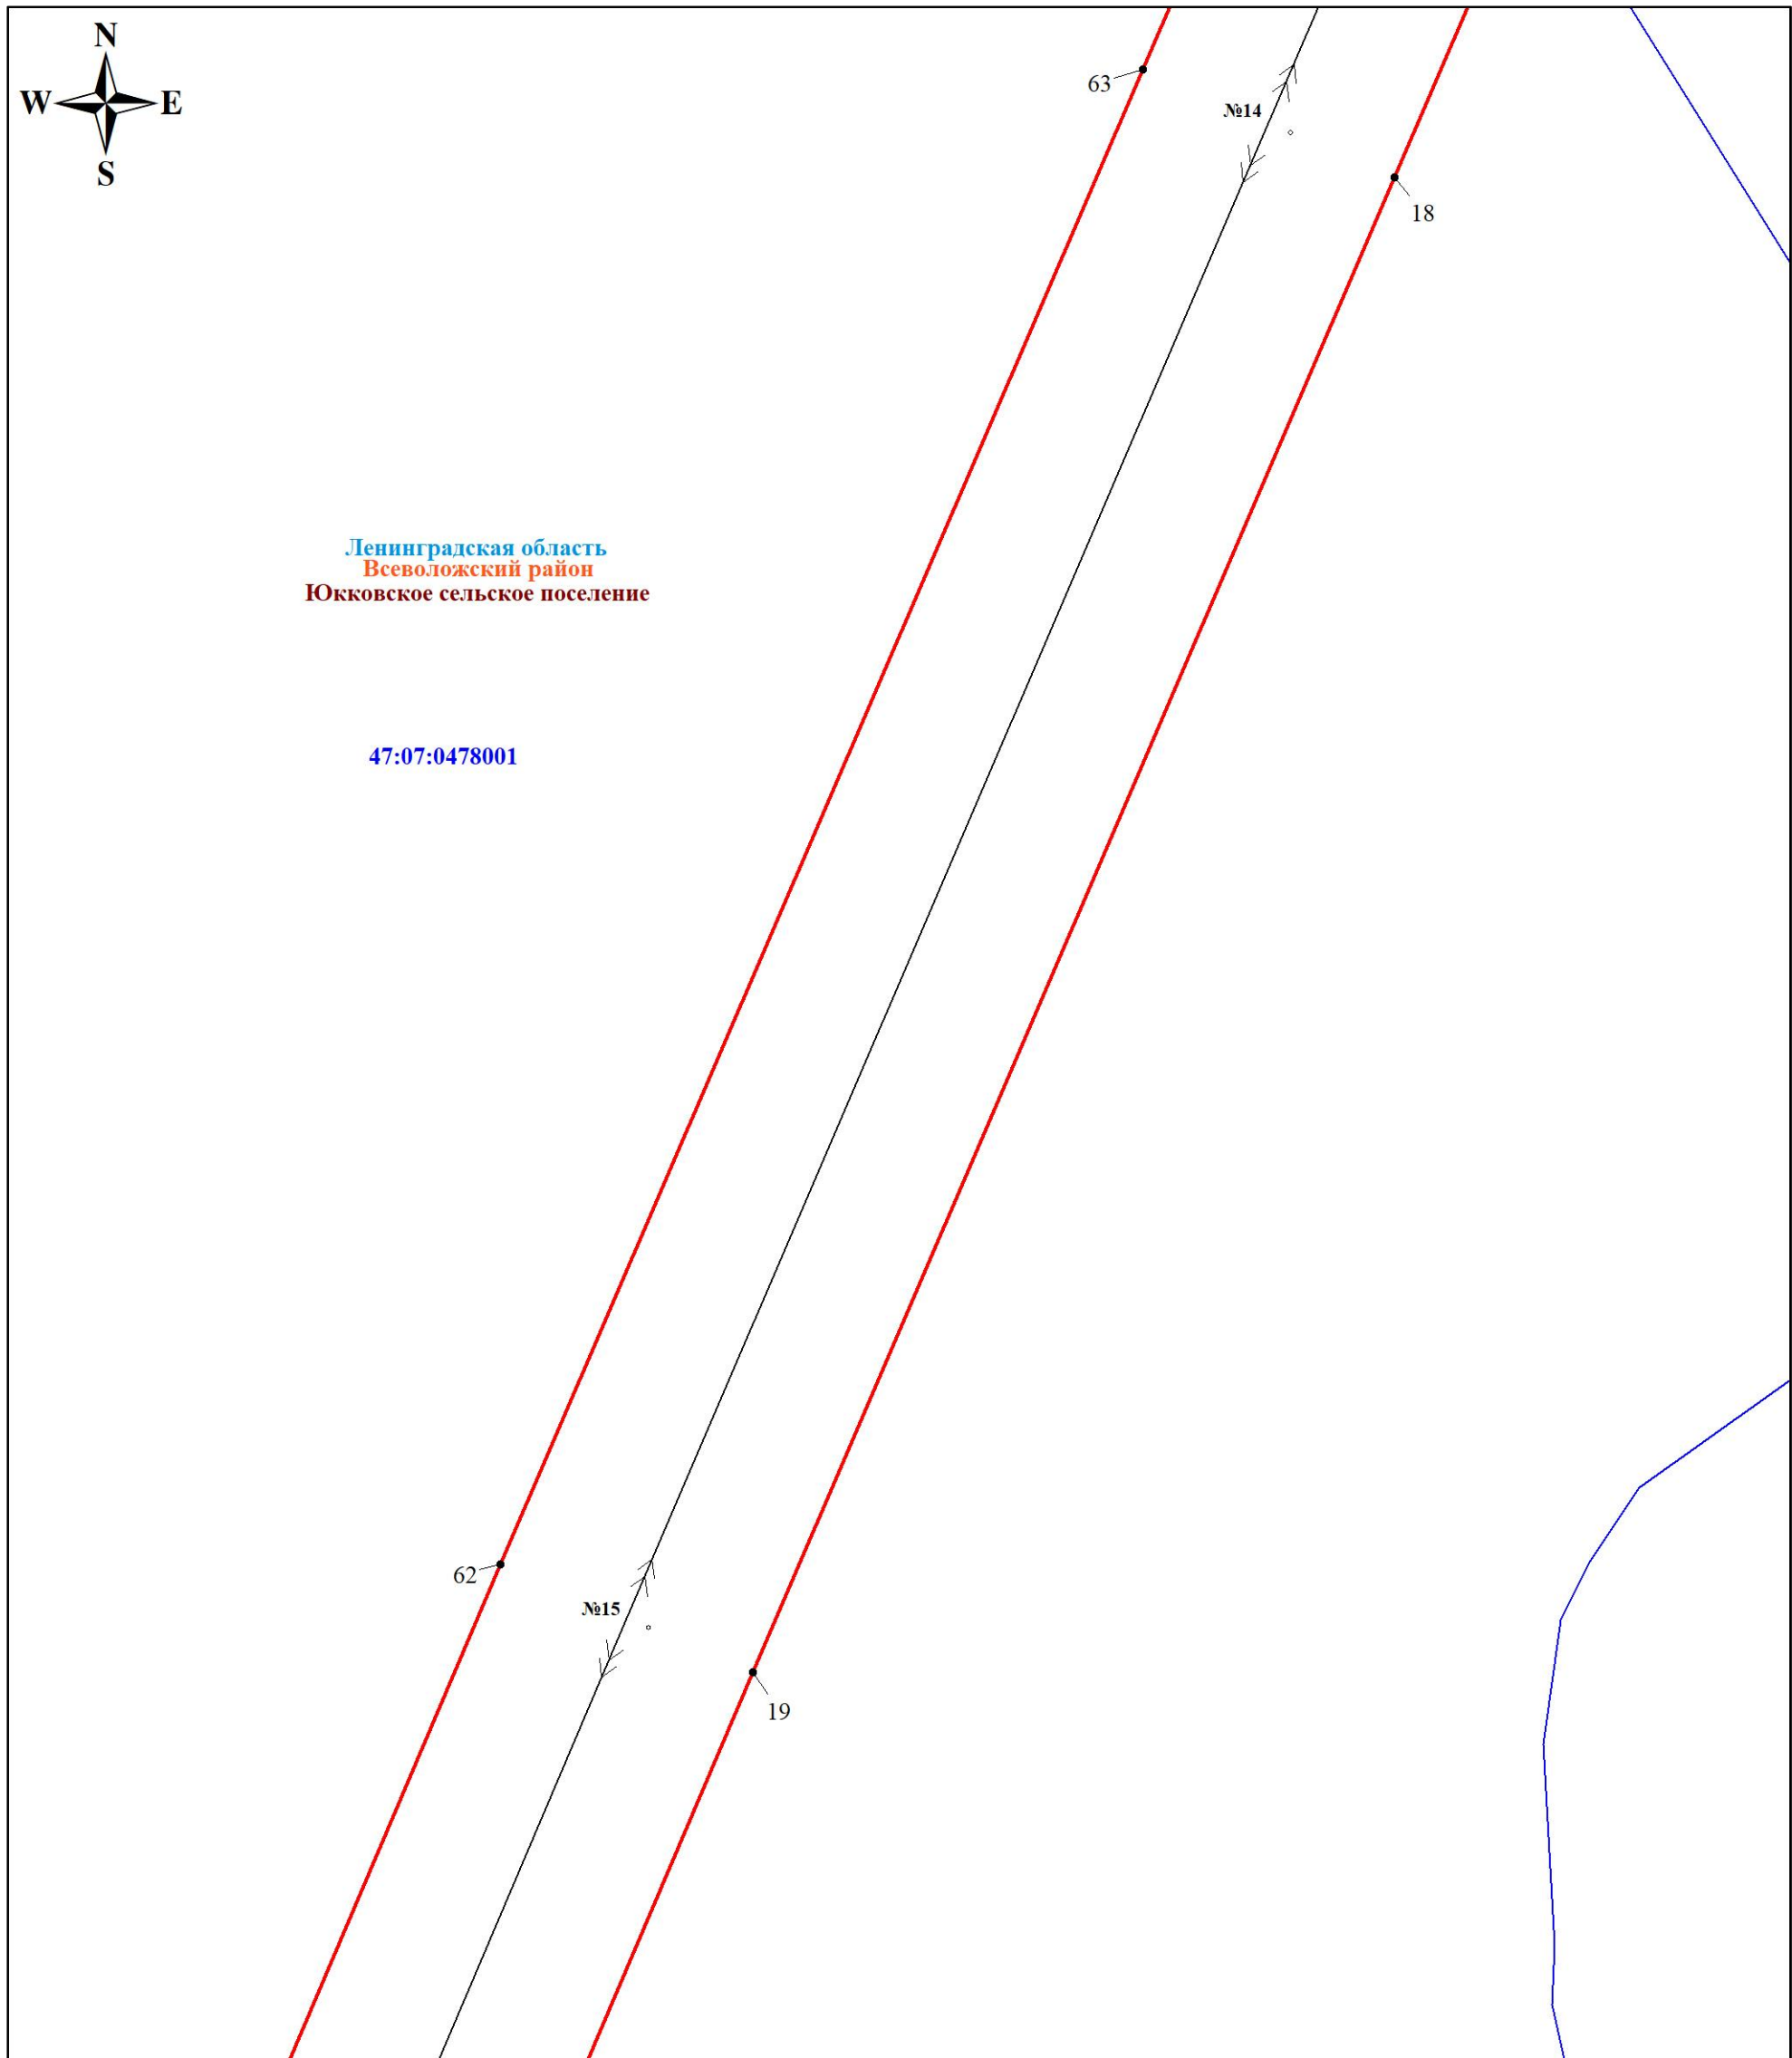 N
W E
S
63
№14
18
Ленинградская область
Всеволожский район
Юкковское сельское поселение
47:07:0478001
62
№15
19